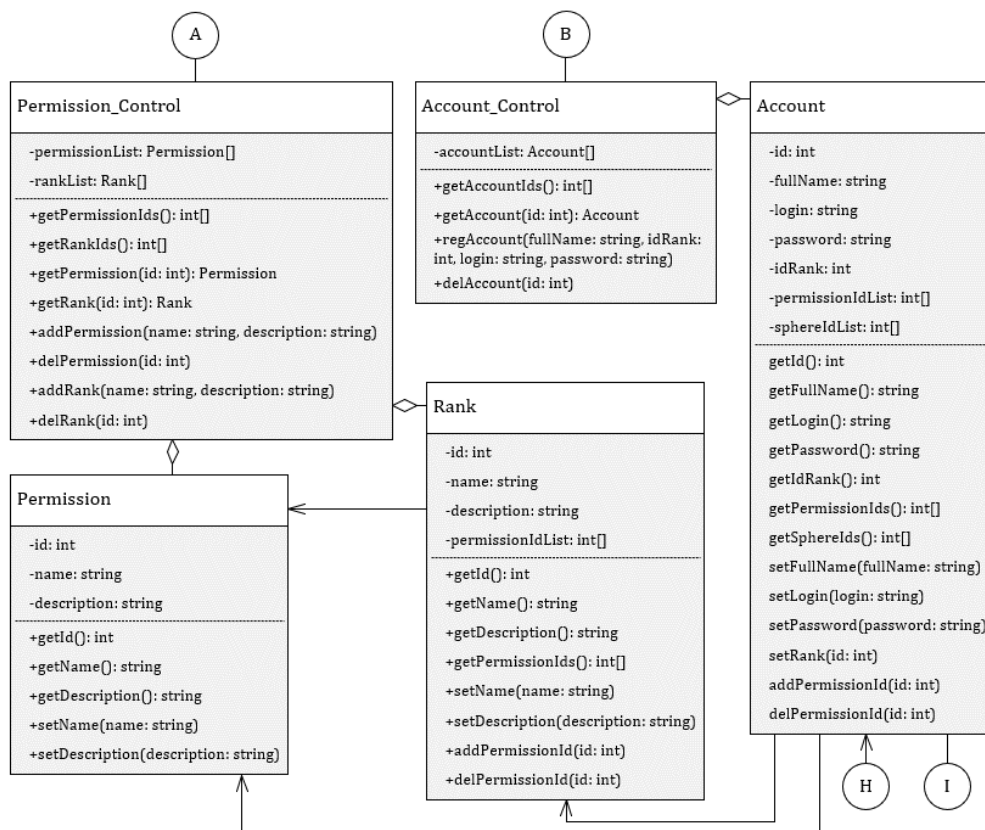 A
B
Permission_Control
-permissionList: Permission[]
-rankList: Rank[]
+getPermissionIds(): int[]
+getRankIds(): int[]
+getPermission(id: int): Permission
+getRank(id: int): Rank
+addPermission(name: string, description: string)
+delPermission(id: int)
+addRank(name: string, description: string)
+delRank(id: int)
Account_Control
-accountList: Account[]
+getAccountIds(): int[]
+getAccount(id: int): Account
+regAccount(fullName: string, idRank:
int, login: string, password: string)
+delAccount(id: int)
Account
-id: int
-fullName: string
-login: string
-password: string
-idRank: int
-permissionIdList: int[]
-sphereIdList: int[]
getId(): int
getFullName(): string
getLogin(): string
getPassword(): string
getIdRank(): int
getPermissionIds(): int[]
getSphereIds(): int[]
setFullName(fullName: string)
setLogin(login: string)
setPassword(password: string)
setRank(id: int)
addPermissionId(id: int)
delPermissionId(id: int)
Rank
-id: int
-name: string
-description: string
-permissionIdList: int[]
+getId(): int
+getName(): string
+getDescription(): string
+getPermissionIds(): int[]
+setName(name: string)
+setDescription(description: string)
+addPermissionId(id: int)
+delPermissionId(id: int)
Permission
-id: int
-name: string
-description: string
+getId(): int
+getName(): string
+getDescription(): string
+setName(name: string)
+setDescription(description: string)
H
I